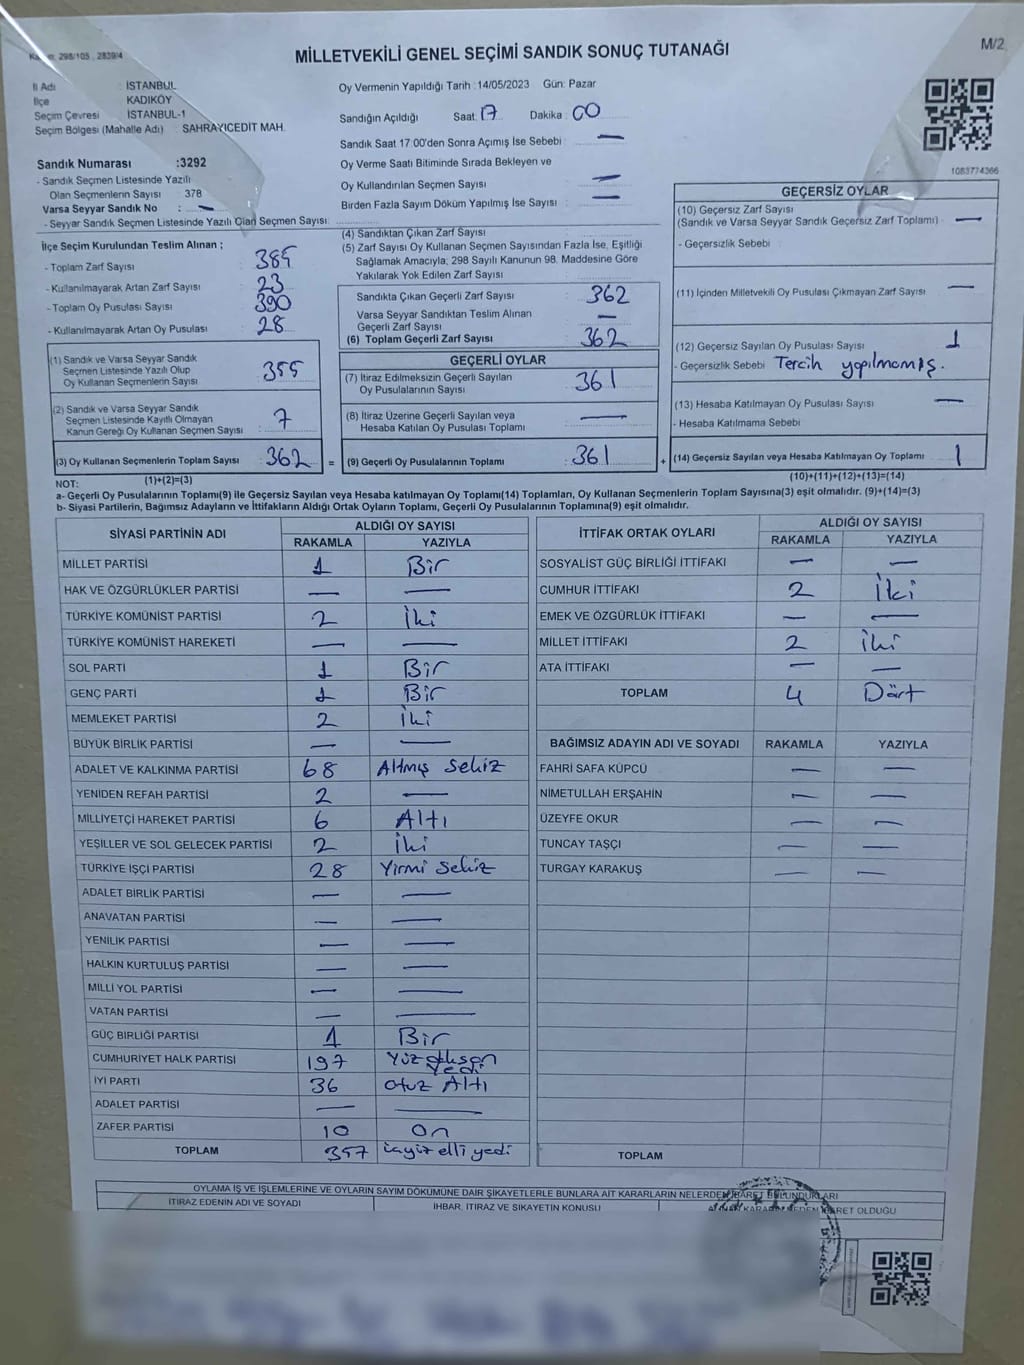 Kanun: 298/105 , 2839/4
MİLLETVEKİLİ GENEL SEÇİMİ SANDIK SONUÇ TUTANAĞI
M/2
İl Adı : İSTANBUL
İlçe KADIKÖY
Seçim Çevresi İSTANBUL-1
Seçim Bölgesi (Mahalle Adı) : SAHRAYICEDİT MAH.
Oy Vermenin Yapıldığı Tarih :14/05/2023 Gün: Pazar
Sandığın Açıldığı Saat: 17 Dakika: 00
Sandık Saat 17:00'den Sonra Açımış İse Sebebi : —
Oy Verme Saati Bitiminde Sırada Bekleyen ve
Oy Kullandırılan Seçmen Sayısı : —
Birden Fazla Sayım Döküm Yapılmış İse Sayısı : —
1083774366
Sandık Numarası :3292
- Sandık Seçmen Listesinde Yazılı
Olan Seçmenlerin Sayısı : 378
Varsa Seyyar Sandık No : —
- Seyyar Sandık Seçmen Listesinde Yazılı Olan Seçmen Sayısı:
İlçe Seçim Kurulundan Teslim Alınan ;
- Toplam Zarf Sayısı : 385
- Kullanılmayarak Artan Zarf Sayısı : 23
- Toplam Oy Pusulası Sayısı : 390
- Kullanılmayarak Artan Oy Pusulası : 28
(1) Sandık ve Varsa Seyyar Sandık
Seçmen Listesinde Yazılı Olup
Oy Kullanan Seçmenlerin Sayısı : 355
(2) Sandık ve Varsa Seyyar Sandık
Seçmen Listesinde Kayıtlı Olmayan
Kanun Gereği Oy Kullanan Seçmen Sayısı : 7
(3) Oy Kullanan Seçmenlerin Toplam Sayısı : 362 =
(1)+(2)=(3)
(4) Sandıktan Çıkan Zarf Sayısı :
(5) Zarf Sayısı Oy Kullanan Seçmen Sayısından Fazla İse, Eşitliği
Sağlamak Amacıyla; 298 Sayılı Kanunun 98. Maddesine Göre
Yakılarak Yok Edilen Zarf Sayısı :
Sandıkta Çıkan Geçerli Zarf Sayısı : 362
Varsa Seyyar Sandıktan Teslim Alınan
Geçerli Zarf Sayısı : —
(6) Toplam Geçerli Zarf Sayısı : 362
GEÇERLİ OYLAR
(7) İtiraz Edilmeksizin Geçerli Sayılan
Oy Pusulalarının Sayısı : 361
(8) İtiraz Üzerine Geçerli Sayılan veya
Hesaba Katılan Oy Pusulası Toplamı : —
(9) Geçerli Oy Pusulalarının Toplamı : 361 +
GEÇERSİZ OYLAR
(10) Geçersiz Zarf Sayısı
(Sandık ve Varsa Seyyar Sandık Geçersiz Zarf Toplamı) : —
- Geçersizlik Sebebi :
(11) İçinden Milletvekili Oy Pusulası Çıkmayan Zarf Sayısı : —
(12) Geçersiz Sayılan Oy Pusulası Sayısı : 1
- Geçersizlik Sebebi : Tercih yapılmamış.
(13) Hesaba Katılmayan Oy Pusulası Sayısı : —
- Hesaba Katılmama Sebebi
(14) Geçersiz Sayılan veya Hesaba Katılmayan Oy Toplamı : 1
(10)+(11)+(12)+(13)=(14)
NOT:
a- Geçerli Oy Pusulalarının Toplamı(9) ile Geçersiz Sayılan veya Hesaba katılmayan Oy Toplamı(14) Toplamları, Oy Kullanan Seçmenlerin Toplam Sayısına(3) eşit olmalıdır. (9)+(14)=(3)
b- Siyasi Partilerin, Bağımsız Adayların ve İttifakların Aldığı Ortak Oyların Toplamı, Geçerli Oy Pusulalarının Toplamına(9) eşit olmalıdır.
SİYASİ PARTİNİN ADI ALDIĞI OY SAYISI
RAKAMLA YAZIYLA
MİLLET PARTİSİ 1 Bir
HAK VE ÖZGÜRLÜKLER PARTİSİ — —
TÜRKİYE KOMÜNİST PARTİSİ 2 İki
TÜRKİYE KOMÜNİST HAREKETİ — —
SOL PARTİ 1 Bir
GENÇ PARTİ 1 Bir
MEMLEKET PARTİSİ 2 İki
BÜYÜK BİRLİK PARTİSİ — —
ADALET VE KALKINMA PARTİSİ 68 Altmış Sekiz
YENİDEN REFAH PARTİSİ 2 —
MİLLİYETÇİ HAREKET PARTİSİ 6 Altı
YEŞİLLER VE SOL GELECEK PARTİSİ 2 İki
TÜRKİYE İŞÇİ PARTİSİ 28 Yirmi Sekiz
ADALET BİRLİK PARTİSİ — —
ANAVATAN PARTİSİ — —
YENİLİK PARTİSİ — —
HALKIN KURTULUŞ PARTİSİ — —
MİLLİ YOL PARTİSİ — —
VATAN PARTİSİ — —
GÜÇ BİRLİĞİ PARTİSİ 1 Bir
CUMHURİYET HALK PARTİSİ 197 Yüz doksan Yedi
İYİ PARTİ 36 Otuz Altı
ADALET PARTİSİ — —
ZAFER PARTİSİ 10 On
TOPLAM 357 üçyüz elli yedi
İTTİFAK ORTAK OYLARI ALDIĞI OY SAYISI
RAKAMLA YAZIYLA
SOSYALİST GÜÇ BİRLİĞİ İTTİFAKI — —
CUMHUR İTTİFAKI 2 İki
EMEK VE ÖZGÜRLÜK İTTİFAKI — —
MİLLET İTTİFAKI 2 İki
ATA İTTİFAKI — —
TOPLAM 4 Dört
BAĞIMSIZ ADAYIN ADI VE SOYADI RAKAMLA YAZIYLA
FAHRİ SAFA KÜPCÜ — —
NİMETULLAH ERŞAHİN — —
ÜZEYFE OKUR — —
TUNCAY TAŞÇI — —
TURGAY KARAKUŞ — —
TOPLAM
OYLAMA İŞ VE İŞLEMLERİNE VE OYLARIN SAYIM DÖKÜMÜNE DAİR ŞİKAYETLERLE BUNLARA AİT KARARLARIN NELERDEN İBARET BULUNDUKLARI
İTİRAZ EDENİN ADI VE SOYADI İHBAR, İTİRAZ VE ŞİKAYETİN KONUSU İBARET OLDUĞU